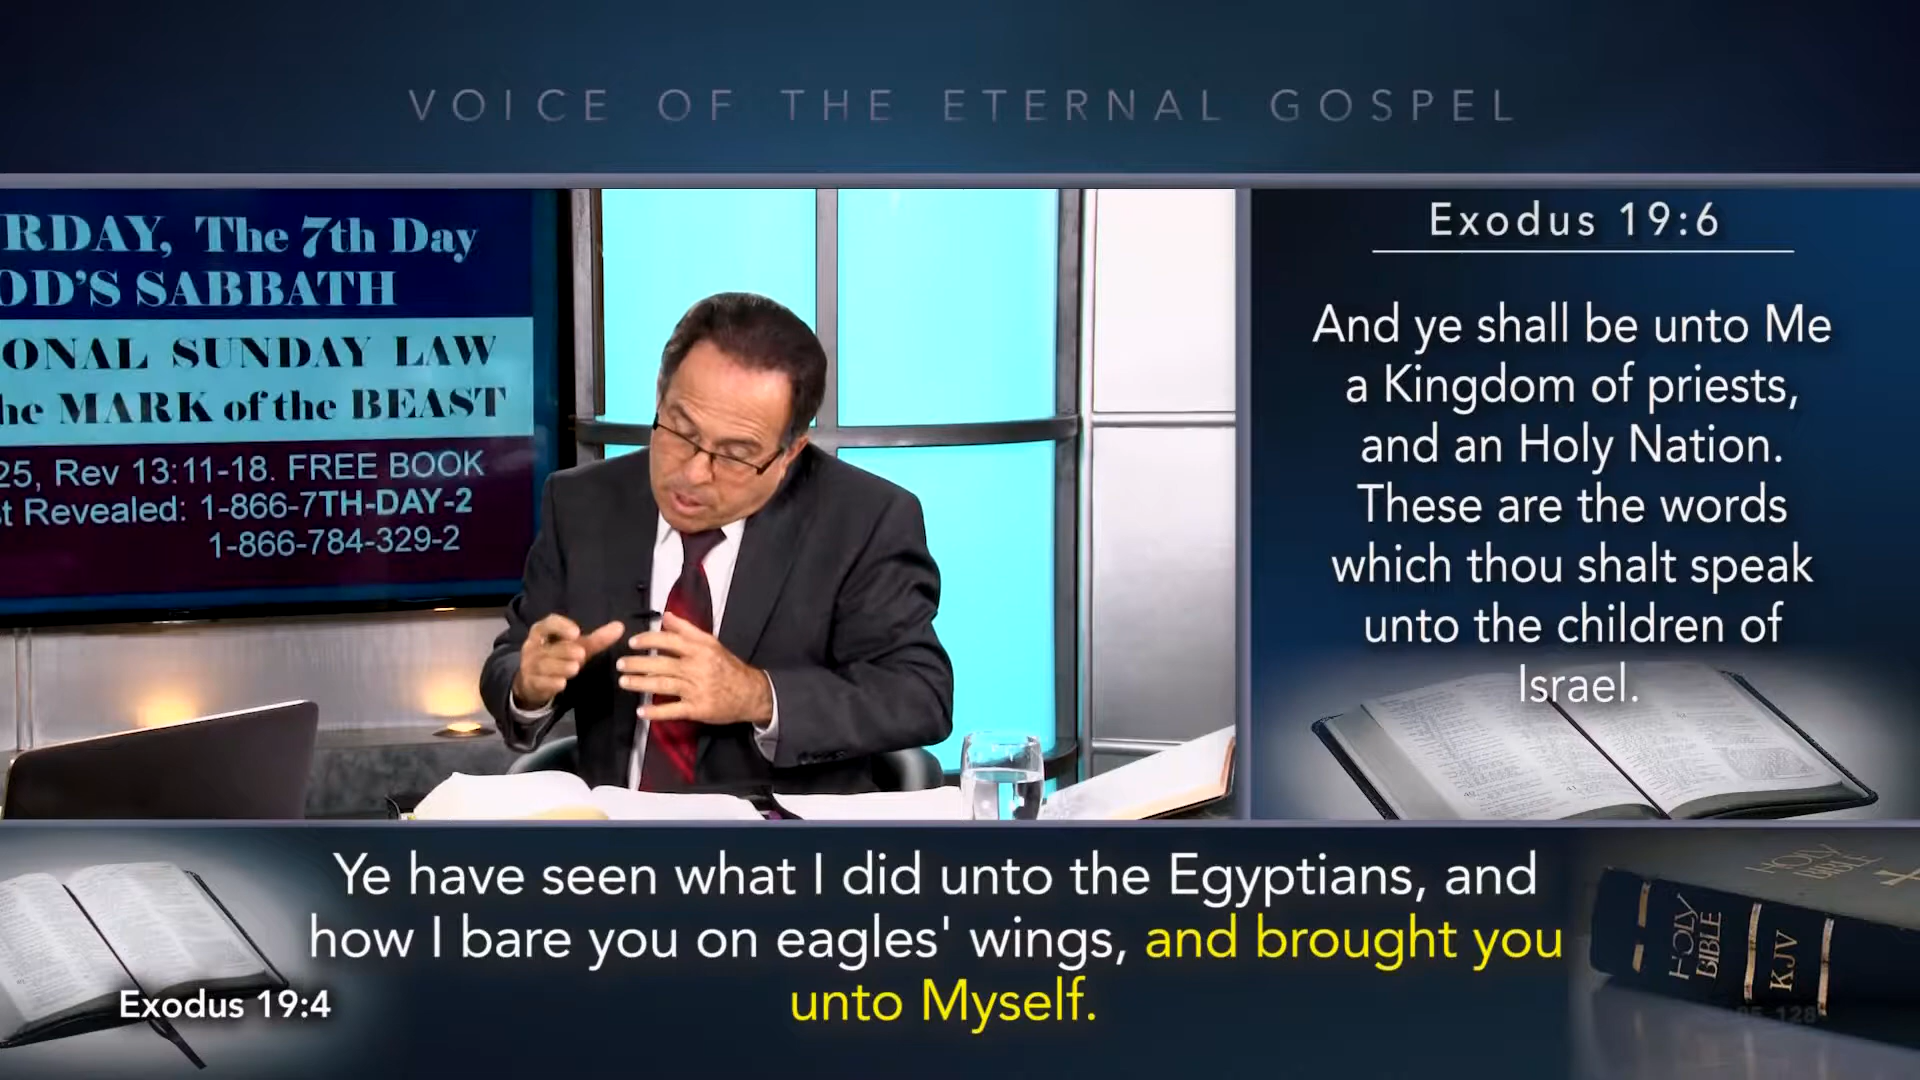 VOICE OF THE ETERNAL GOSPEL
RDAY, The 7th Day
OD'S SABBATH
ONAL SUNDAY LAW
he MARK of the BEAST
25, Rev 13:11-18. FREE BOOK
t Revealed: 1-866-7TH-DAY-2
1-866-784-329-2
Exodus 19:6
And ye shall be unto Me
a Kingdom of priests,
and an Holy Nation.
These are the words
which thou shalt speak
unto the children of
Israel.
Ye have seen what I did unto the Egyptians, and
how I bare you on eagles' wings, and brought you
unto Myself.
Exodus 19:4
HOLY
BIBLE
HOLY
BIBLE
KJV